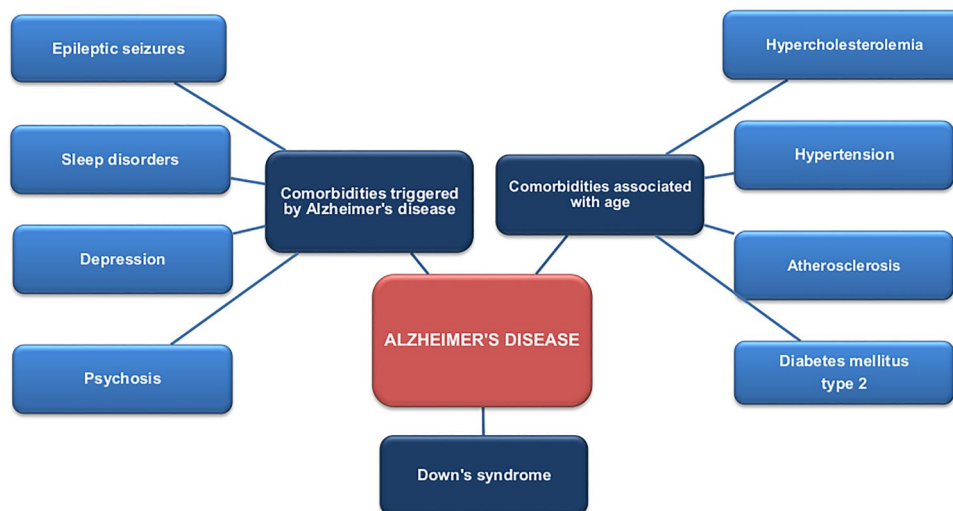 Epileptic seizures
Sleep disorders
Depression
Psychosis
Comorbidities triggered
by Alzheimer's disease
Hypercholesterolemia
Hypertension
Atherosclerosis
Diabetes mellitus
type 2
Comorbidities associated
with age
ALZHEIMER'S DISEASE
Down's syndrome